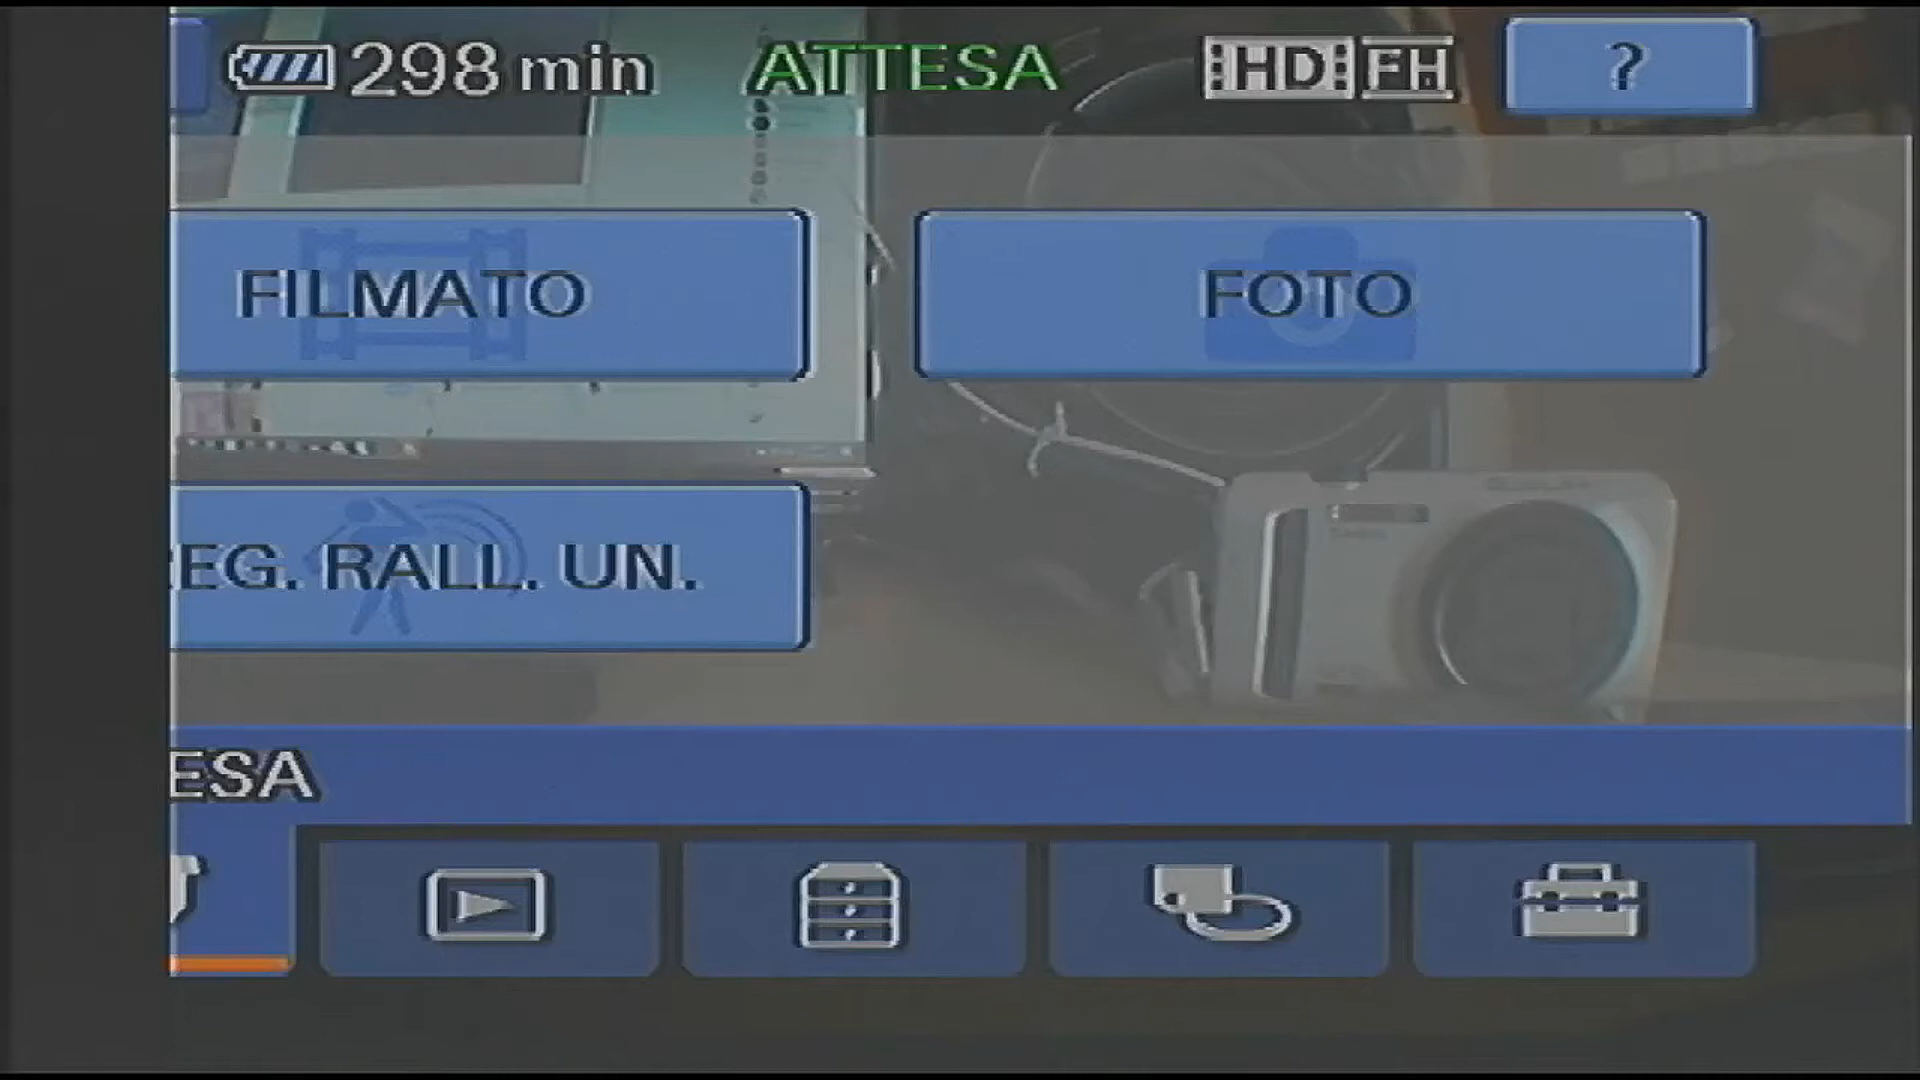 298 min ATTESA HD FH ?
FILMATO FOTO
EG. RALL. UN.
ESA